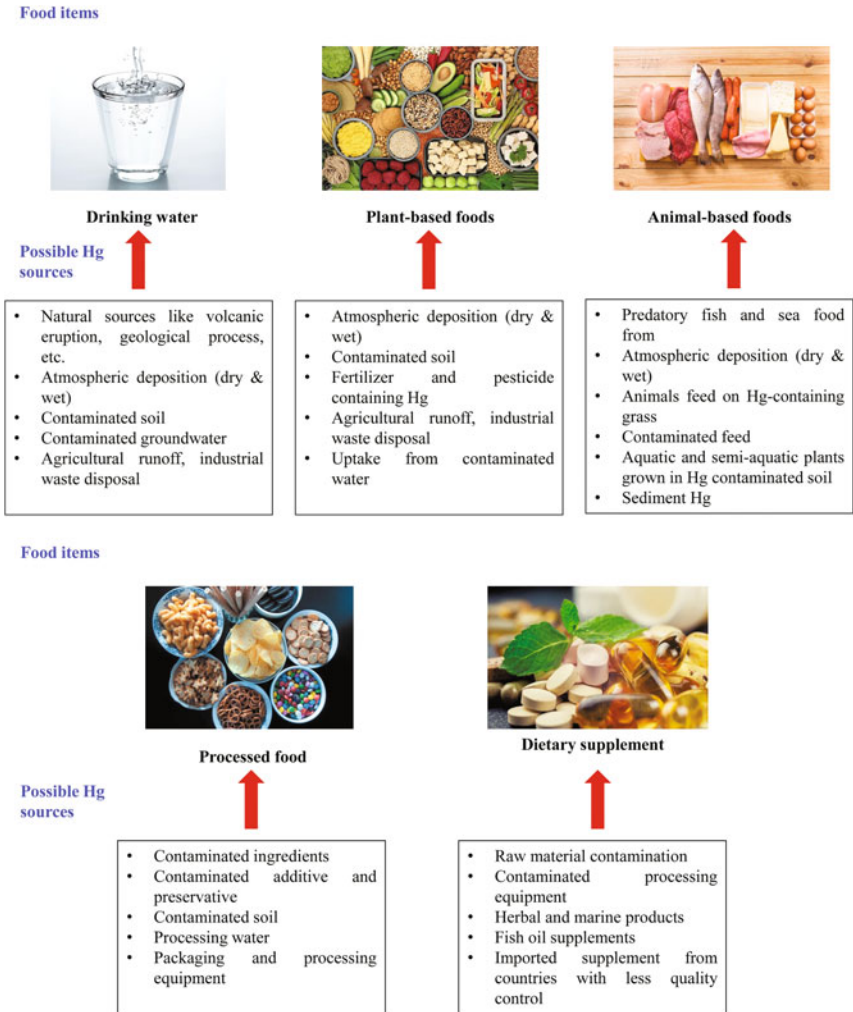 Food items
Drinking water
Plant-based foods
Animal-based foods
Possible Hg
sources
• Natural sources like volcanic
eruption, geological process,
etc.
• Atmospheric deposition (dry &
wet)
• Contaminated soil
• Contaminated groundwater
• Agricultural runoff, industrial
waste disposal
• Atmospheric deposition (dry &
wet)
• Contaminated soil
• Fertilizer and pesticide
containing Hg
• Agricultural runoff, industrial
waste disposal
• Uptake from contaminated
water
• Predatory fish and sea food
from
• Atmospheric deposition (dry &
wet)
• Animals feed on Hg-containing
grass
• Contaminated feed
• Aquatic and semi-aquatic plants
grown in Hg contaminated soil
• Sediment Hg
Food items
Processed food
Dietary supplement
Possible Hg
sources
• Contaminated ingredients
• Contaminated additive and
preservative
• Contaminated soil
• Processing water
• Packaging and processing
equipment
• Raw material contamination
• Contaminated processing
equipment
• Herbal and marine products
• Fish oil supplements
• Imported supplement from
countries with less quality
control